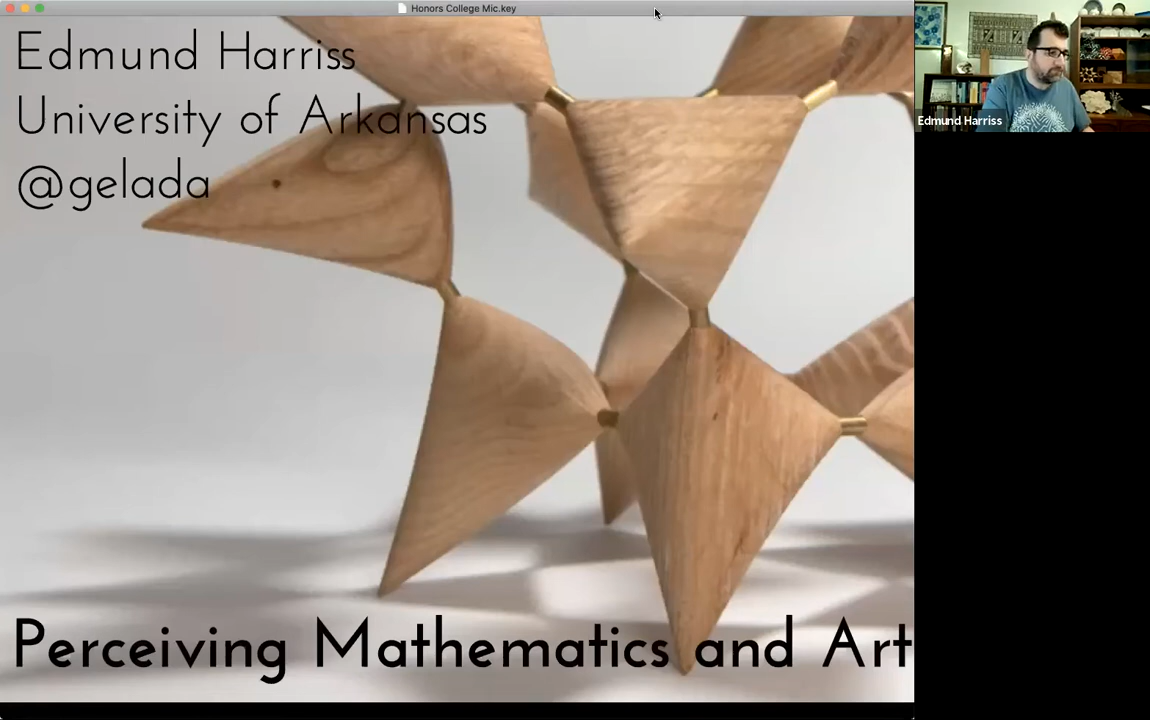 Honors College Mic.key
Edmund Harriss
University of Arkansas
@gelada
Perceiving Mathematics and Art
Edmund Harriss